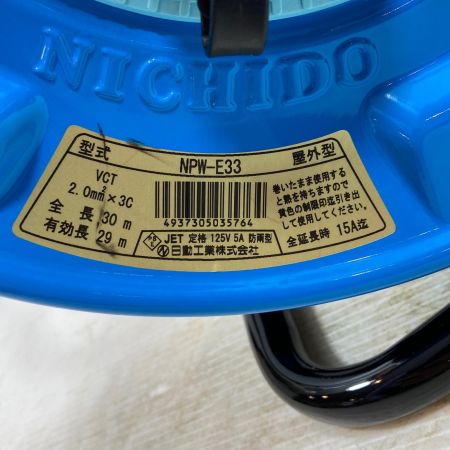 NICHIDO
型式 NPW-E33 屋外型
VCT
2.0mm²×3C
全長 30m
有効長 29m
4937305035764
巻いたまま使用する
と熱を持ちますので
黄色の制限印迄引き出
して使用してください。
JET 定格 125V 5A 防雨型
全延長時 15A迄
日動工業株式会社